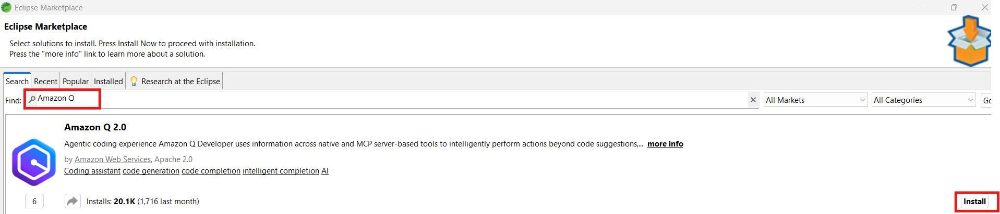 Eclipse Marketplace
Eclipse Marketplace
Select solutions to install. Press Install Now to proceed with installation.
Press the "more info" link to learn more about a solution.
Search Recent Popular Installed Research at the Eclipse
Find: Amazon Q All Markets All Categories
Amazon Q 2.0
Agentic coding experience Amazon Q Developer uses information across native and MCP server-based tools to intelligently perform actions beyond code suggestions,... more info
by Amazon Web Services, Apache 2.0
Coding assistant code generation code completion intelligent completion AI
6 Installs: 20.1K (1,716 last month) Install